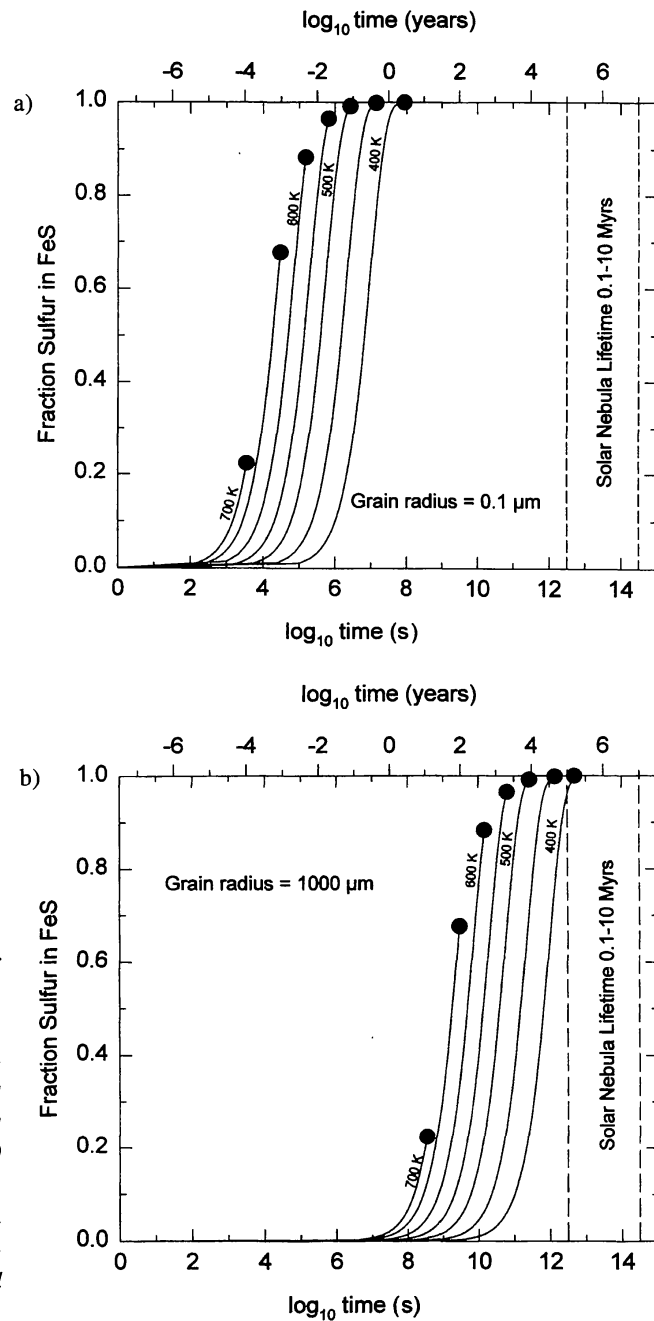 log10 time (years)
-6 -4 -2 0 2 4 6
a)
1.0
0.8
0.6
0.4
0.2
0.0
Fraction Sulfur in FeS
700 K
600 K
500 K
400 K
Solar Nebula Lifetime 0.1-10 Myrs
Grain radius = 0.1 µm
0 2 4 6 8 10 12 14
log10 time (s)
log10 time (years)
-6 -4 -2 0 2 4 6
b)
1.0
0.8
0.6
0.4
0.2
0.0
Fraction Sulfur in FeS
Grain radius = 1000 µm
700 K
600 K
500 K
400 K
Solar Nebula Lifetime 0.1-10 Myrs
0 2 4 6 8 10 12 14
log10 time (s)